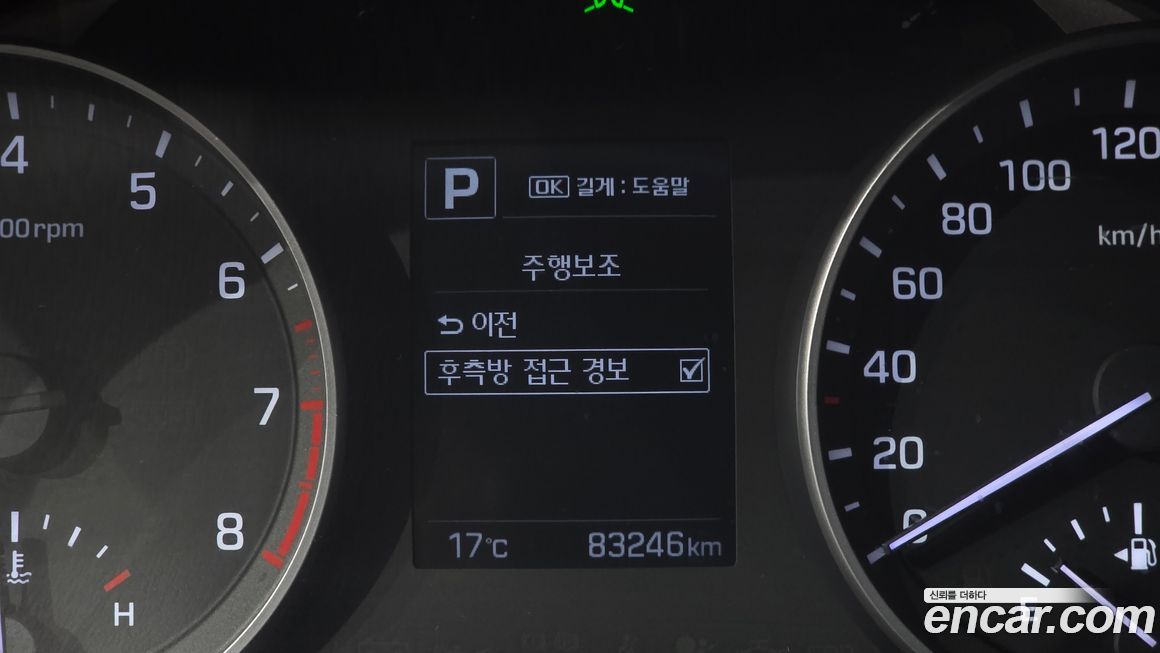 4
5
6
7
8
00rpm
H
P
OK 길게 : 도움말
주행보조
이전
후측방 접근 경보
17°C 83246km
120
100
80
60
40
20
0
km/h
E
신뢰를 더하다
encar.com